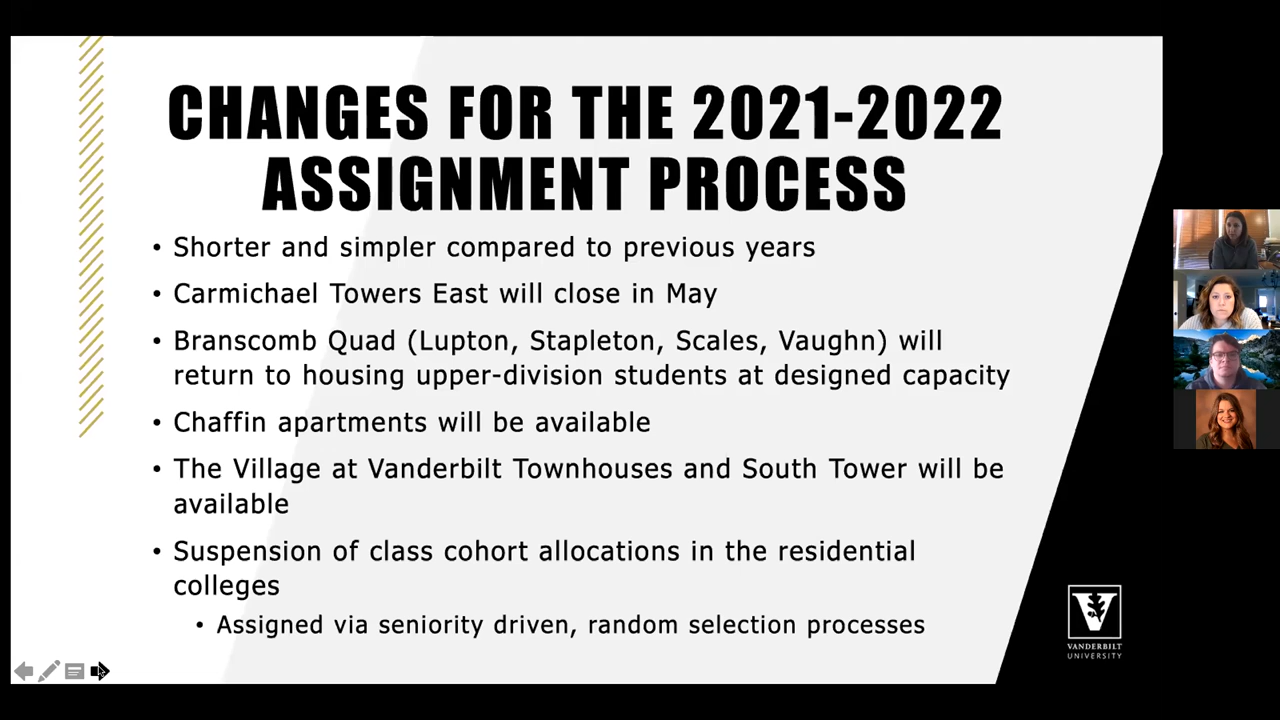 CHANGES FOR THE 2021-2022
ASSIGNMENT PROCESS
• Shorter and simpler compared to previous years
• Carmichael Towers East will close in May
• Branscomb Quad (Lupton, Stapleton, Scales, Vaughn) will
return to housing upper-division students at designed capacity
• Chaffin apartments will be available
• The Village at Vanderbilt Townhouses and South Tower will be
available
• Suspension of class cohort allocations in the residential
colleges
• Assigned via seniority driven, random selection processes
V
VANDERBILT
UNIVERSITY